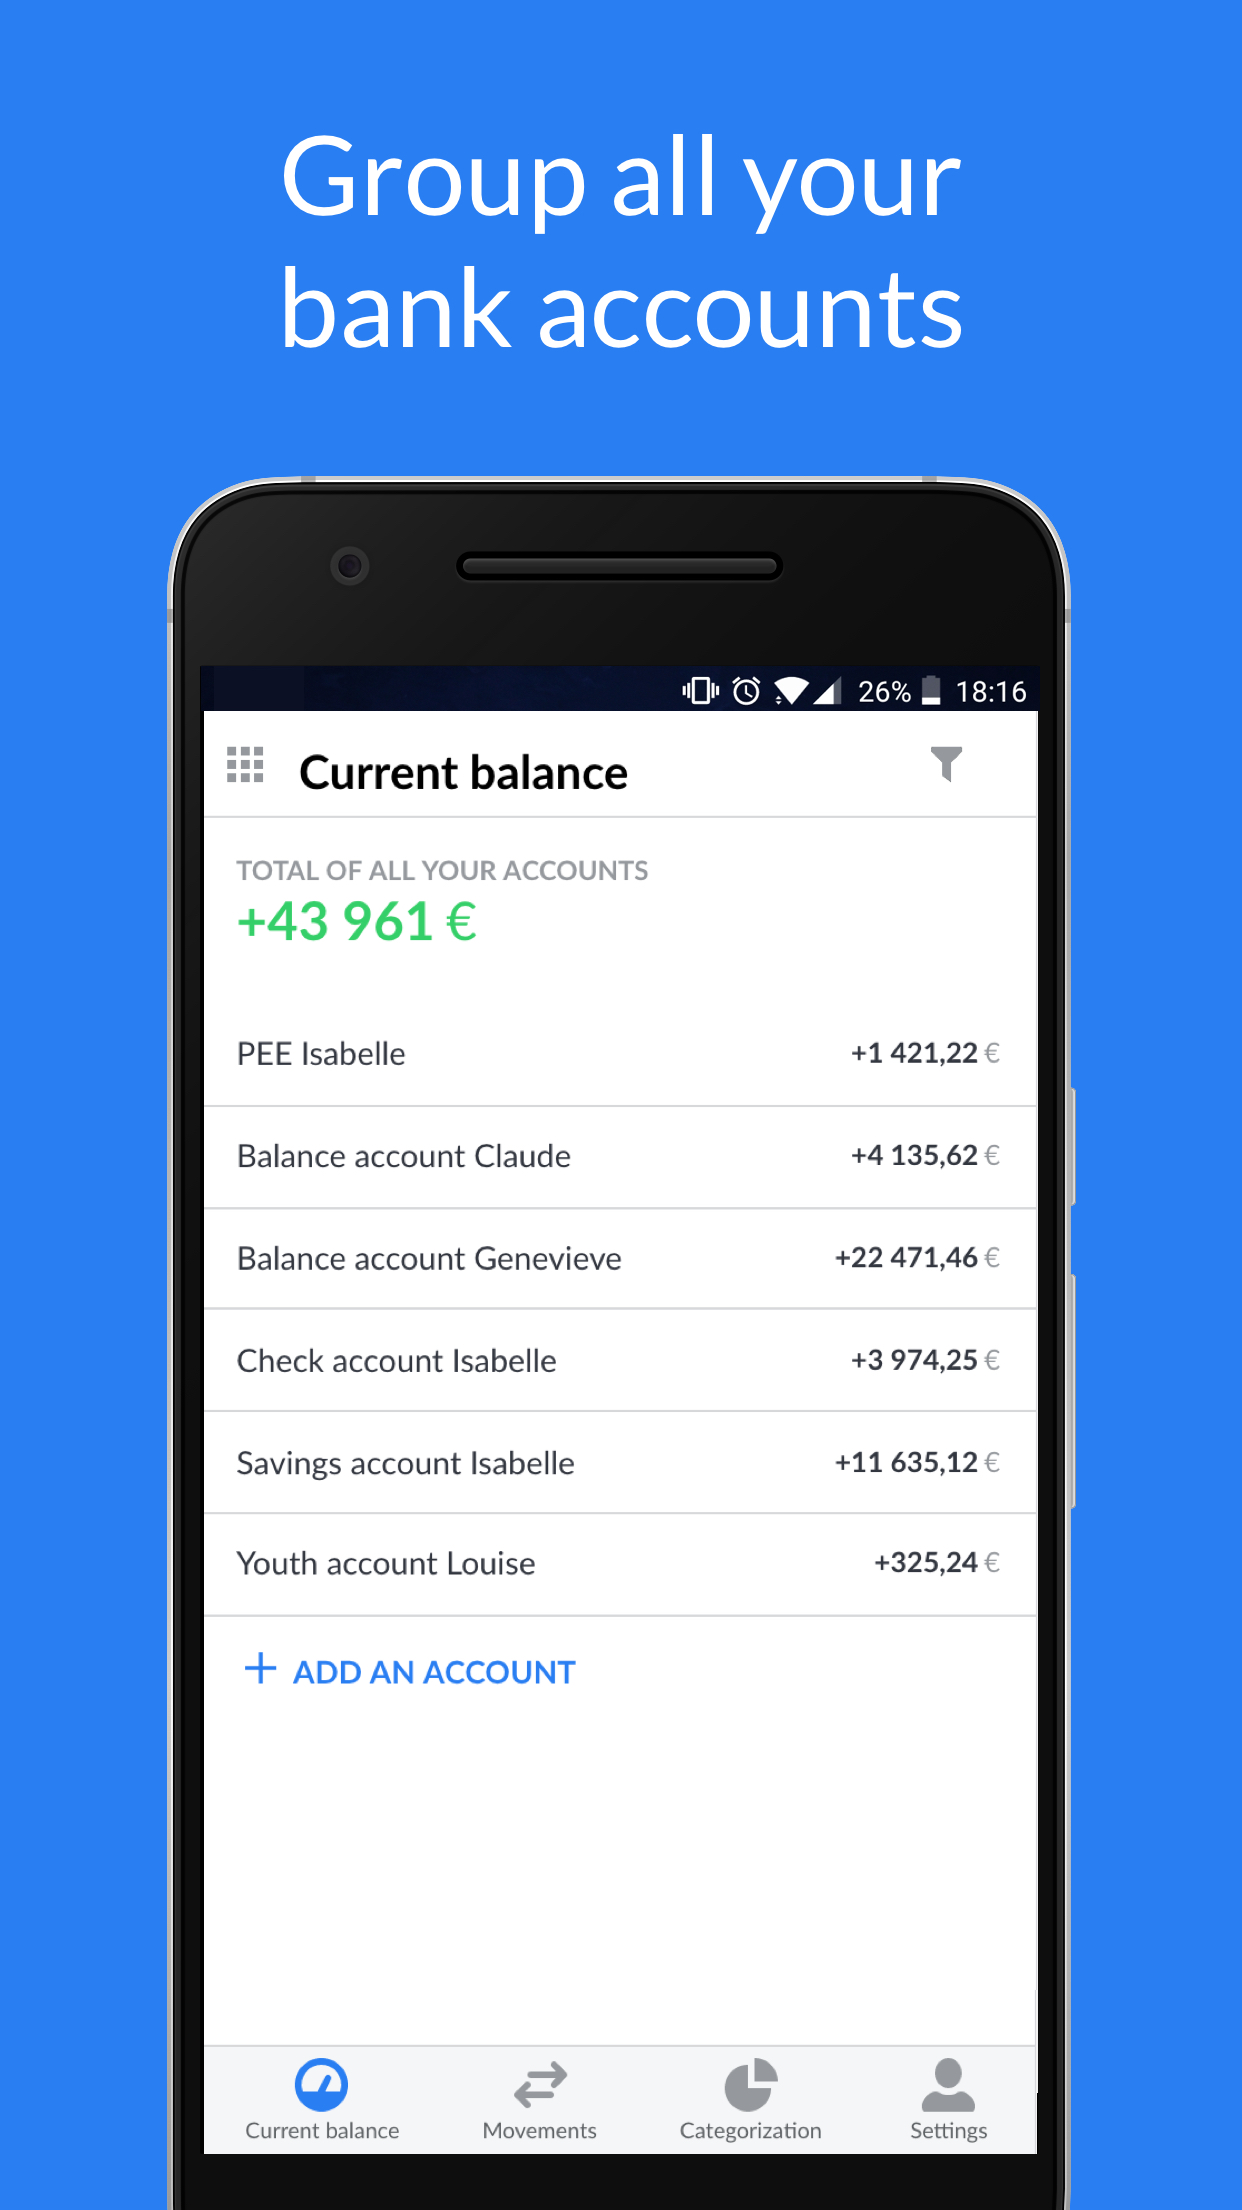 Group all your
bank accounts
26% 18:16
Current balance
TOTAL OF ALL YOUR ACCOUNTS
+43 961 €
PEE Isabelle +1 421,22 €
Balance account Claude +4 135,62 €
Balance account Genevieve +22 471,46 €
Check account Isabelle +3 974,25 €
Savings account Isabelle +11 635,12 €
Youth account Louise +325,24 €
+ ADD AN ACCOUNT
Current balance Movements Categorization Settings